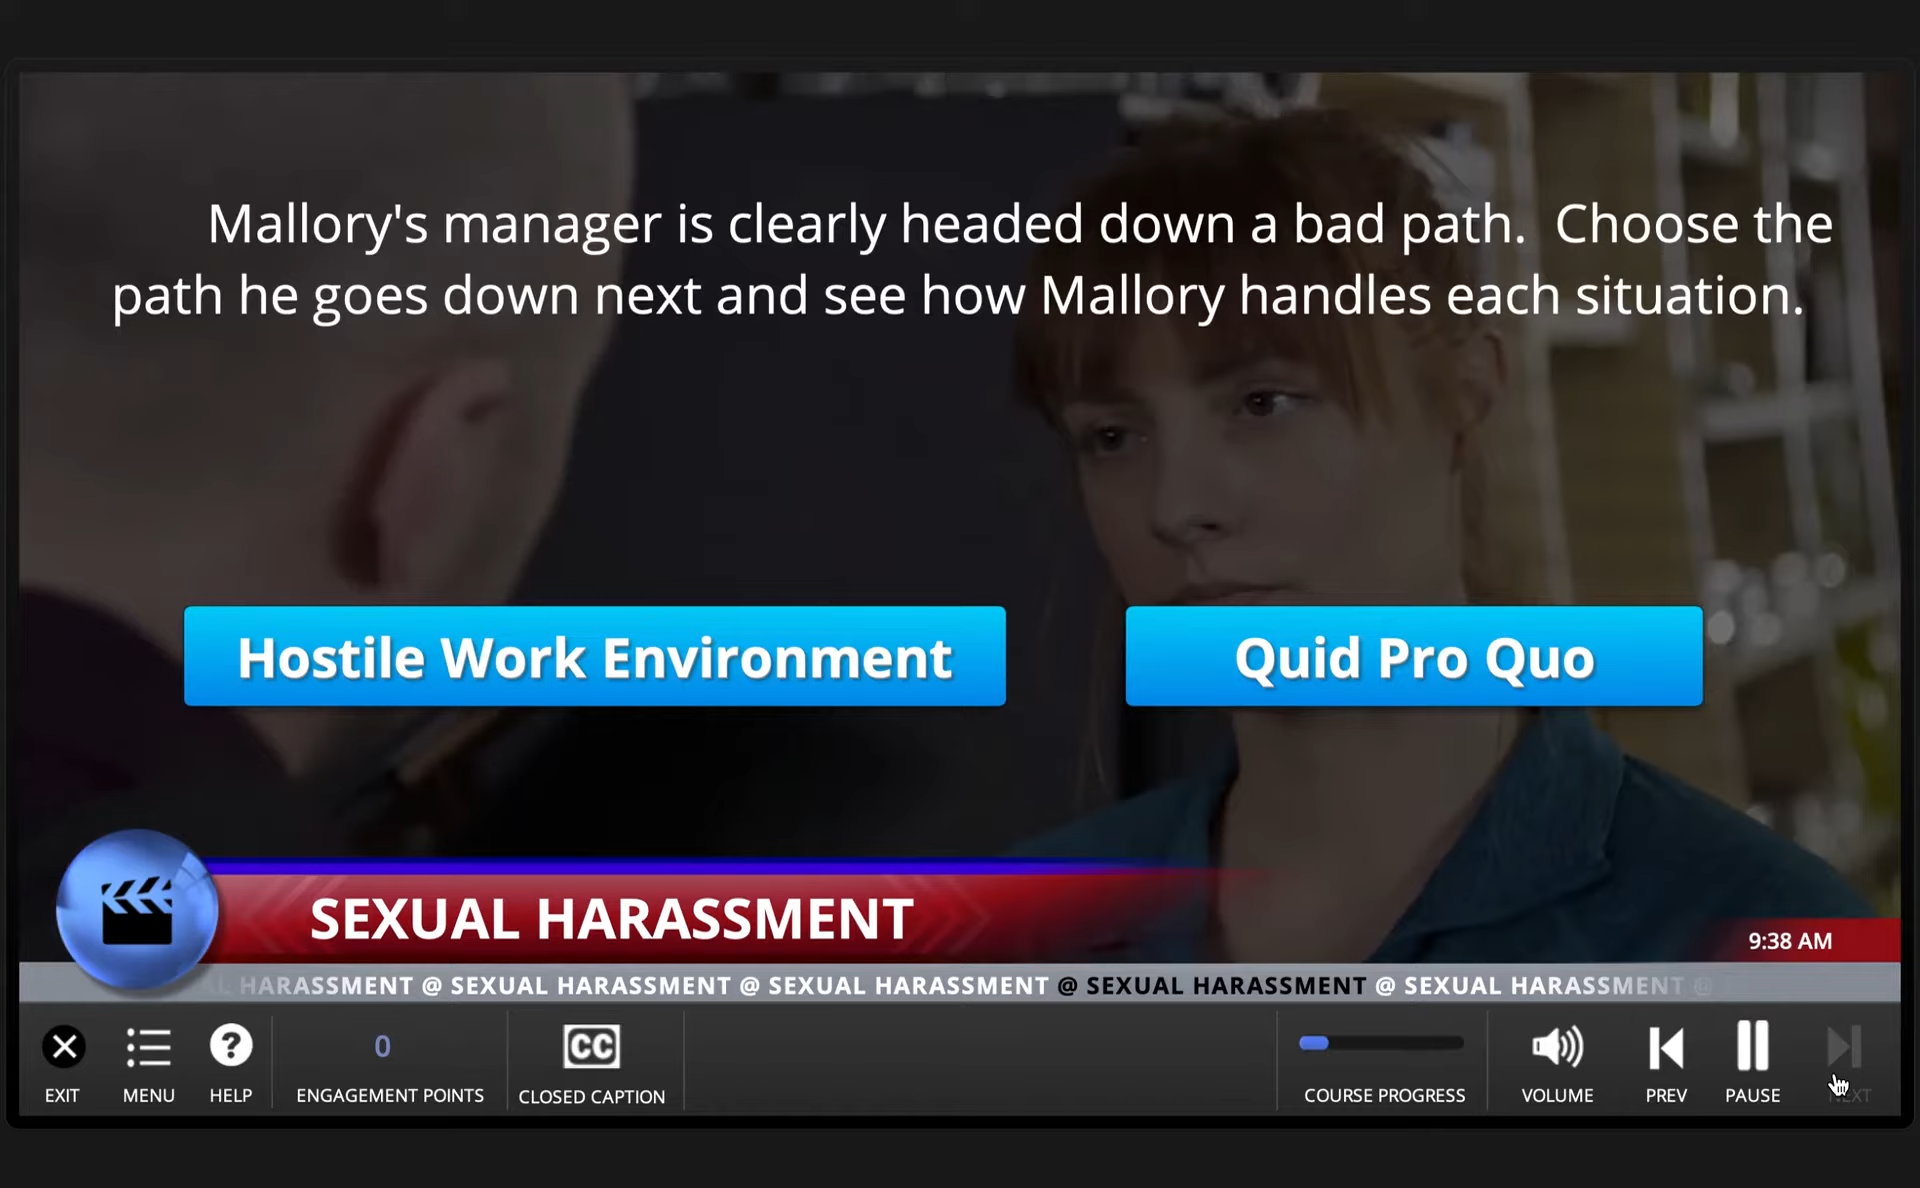 Mallory's manager is clearly headed down a bad path.  Choose the
path he goes down next and see how Mallory handles each situation.
Hostile Work Environment
Quid Pro Quo
SEXUAL HARASSMENT
9:38 AM
HARASSMENT @ SEXUAL HARASSMENT @ SEXUAL HARASSMENT @ SEXUAL HARASSMENT @ SEXUAL HARASSMENT @
EXIT
MENU
?
HELP
0
ENGAGEMENT POINTS
CC
CLOSED CAPTION
COURSE PROGRESS
VOLUME
PREV
PAUSE
NEXT